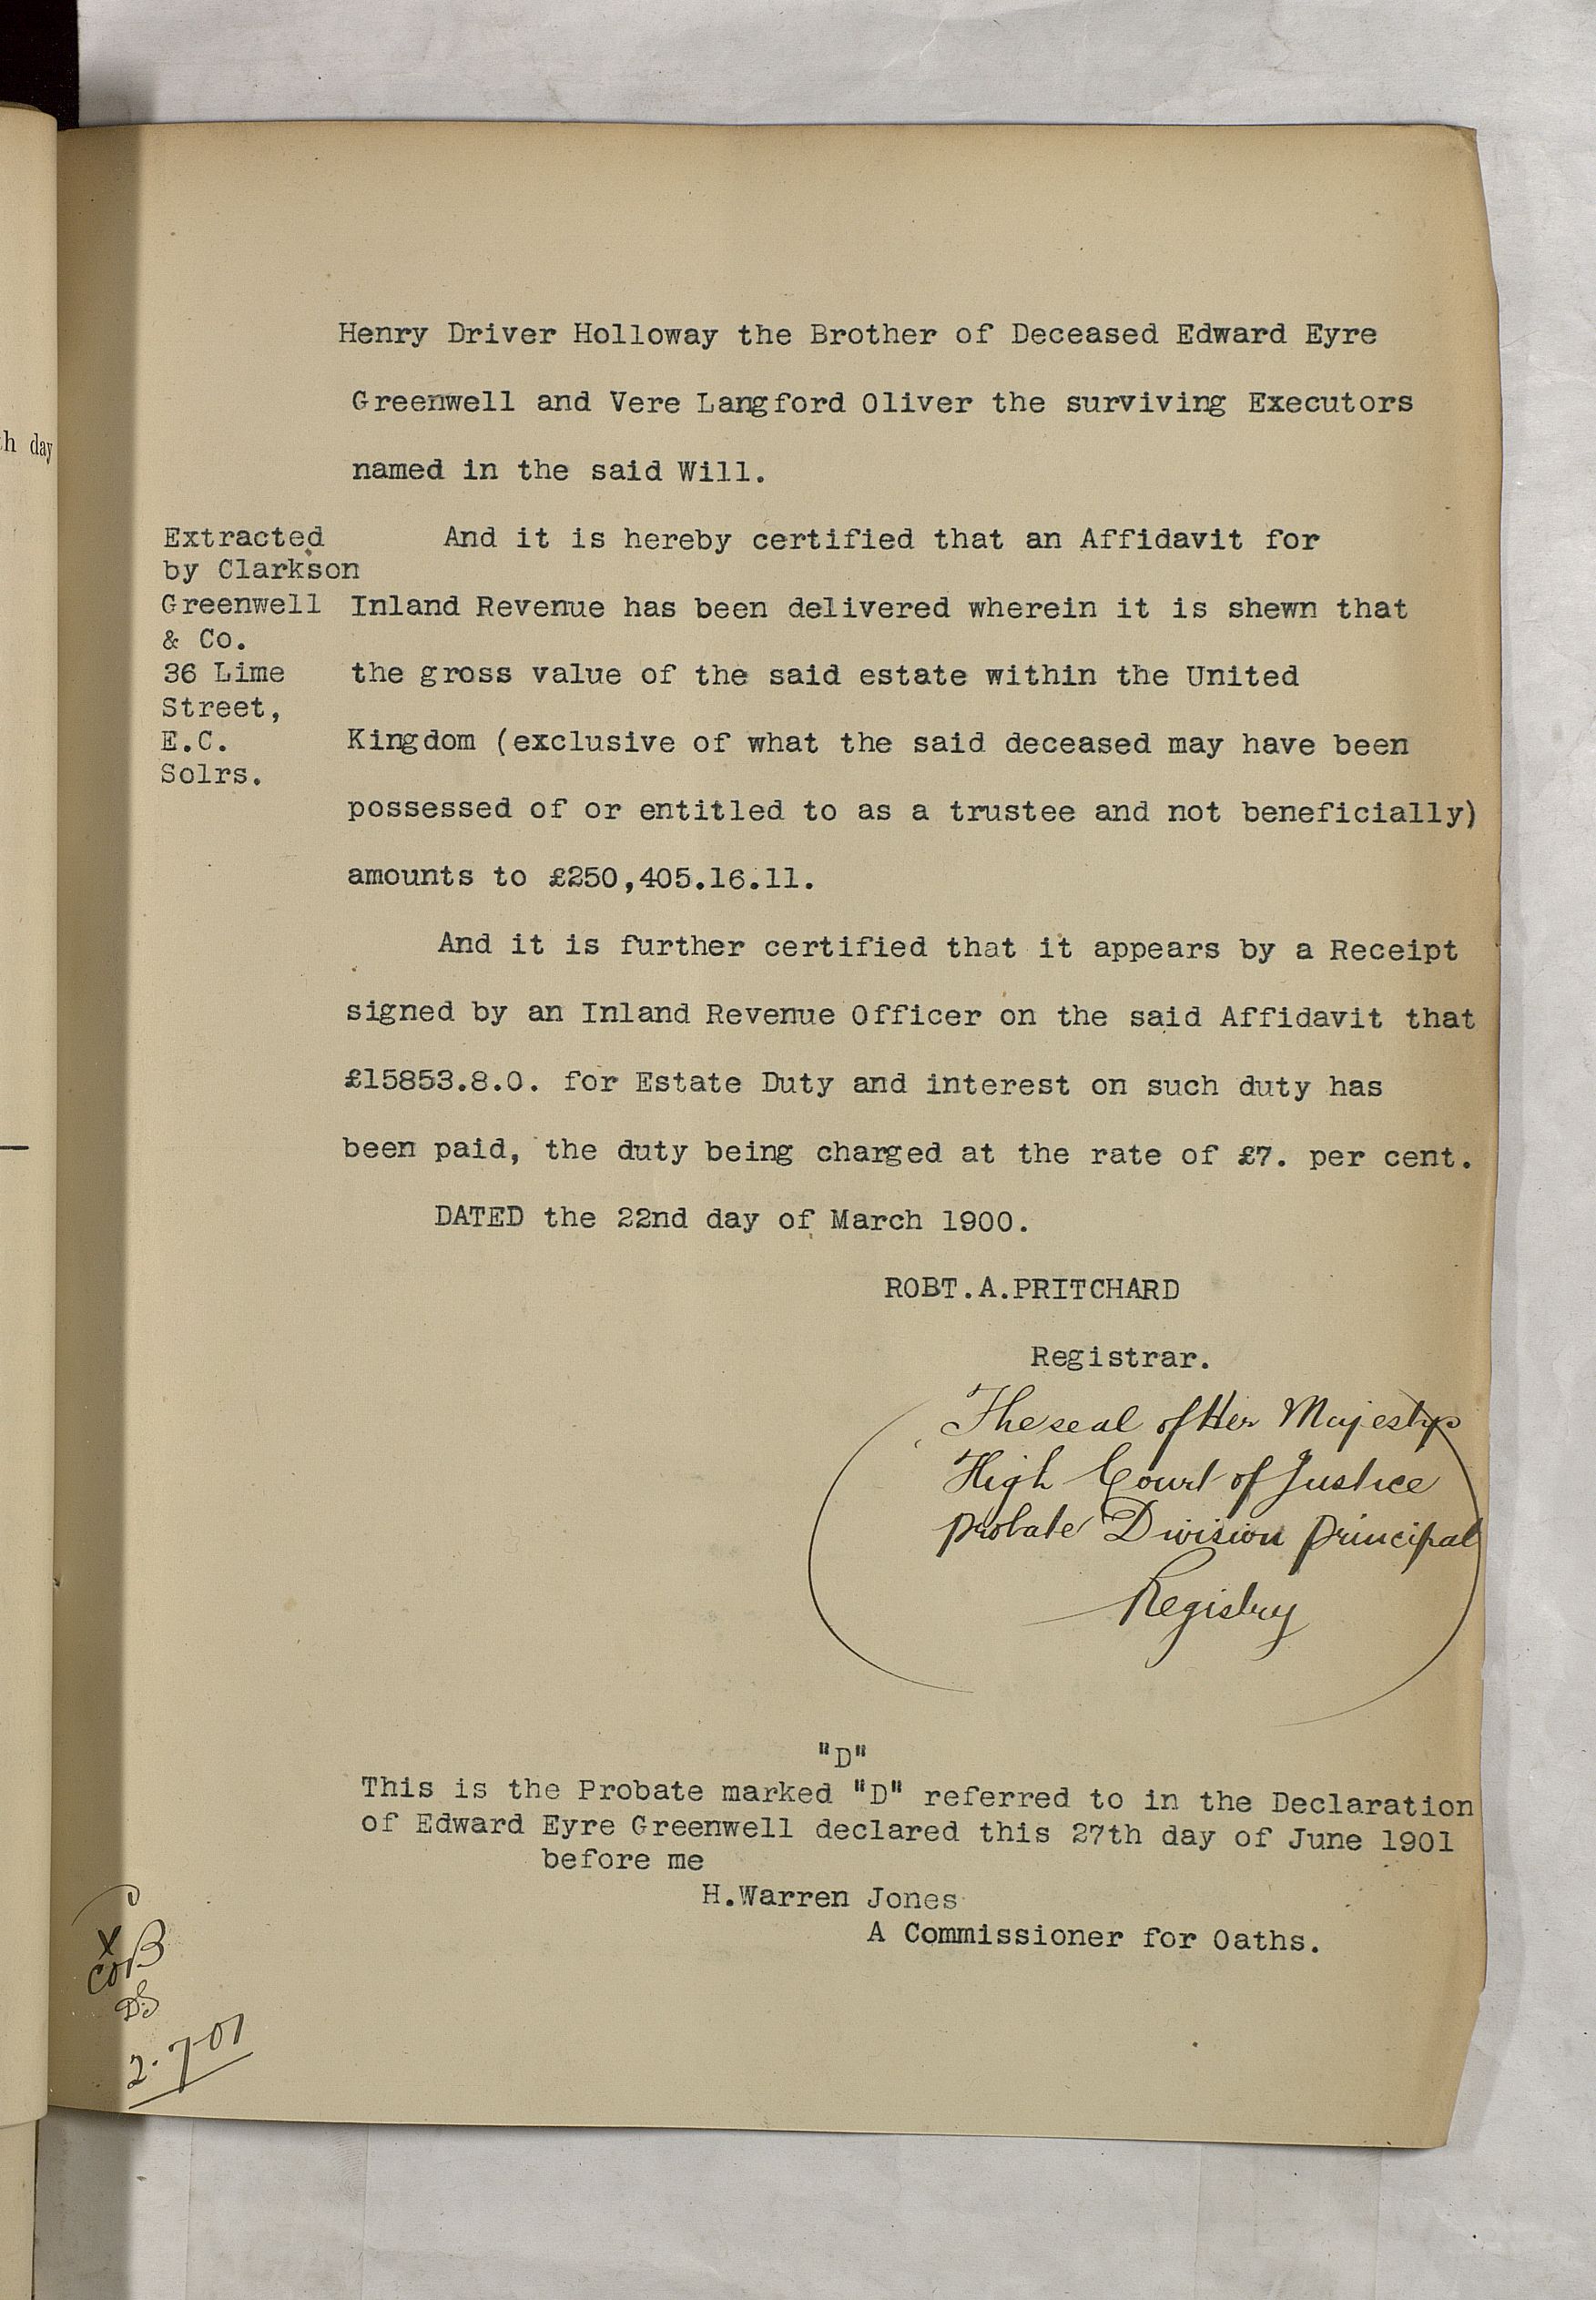 th day
Henry Driver Holloway the Brother of Deceased Edward Eyre
Greenwell and Vere Langford Oliver the surviving Executors
named in the said Will.
Extracted
by Clarkson
Greenwell
& Co.
36 Lime
Street,
E.C.
Solrs.
And it is hereby certified that an Affidavit for
Inland Revenue has been delivered wherein it is shewn that
the gross value of the said estate within the United
Kingdom (exclusive of what the said deceased may have been
possessed of or entitled to as a trustee and not beneficially)
amounts to £250,405.16.11.
And it is further certified that it appears by a Receipt
signed by an Inland Revenue Officer on the said Affidavit that
£15853.8.0. for Estate Duty and interest on such duty has
been paid, the duty being charged at the rate of £7. per cent.
DATED the 22nd day of March 1900.
ROBT.A.PRITCHARD
Registrar.
The seal of Her Majestys
High Court of Justice
Probate Division Principal
Registry
"D"
This is the Probate marked "D" referred to in the Declaration
of Edward Eyre Greenwell declared this 27th day of June 1901
before me
H.Warren Jones
A Commissioner for Oaths.
2.7-01